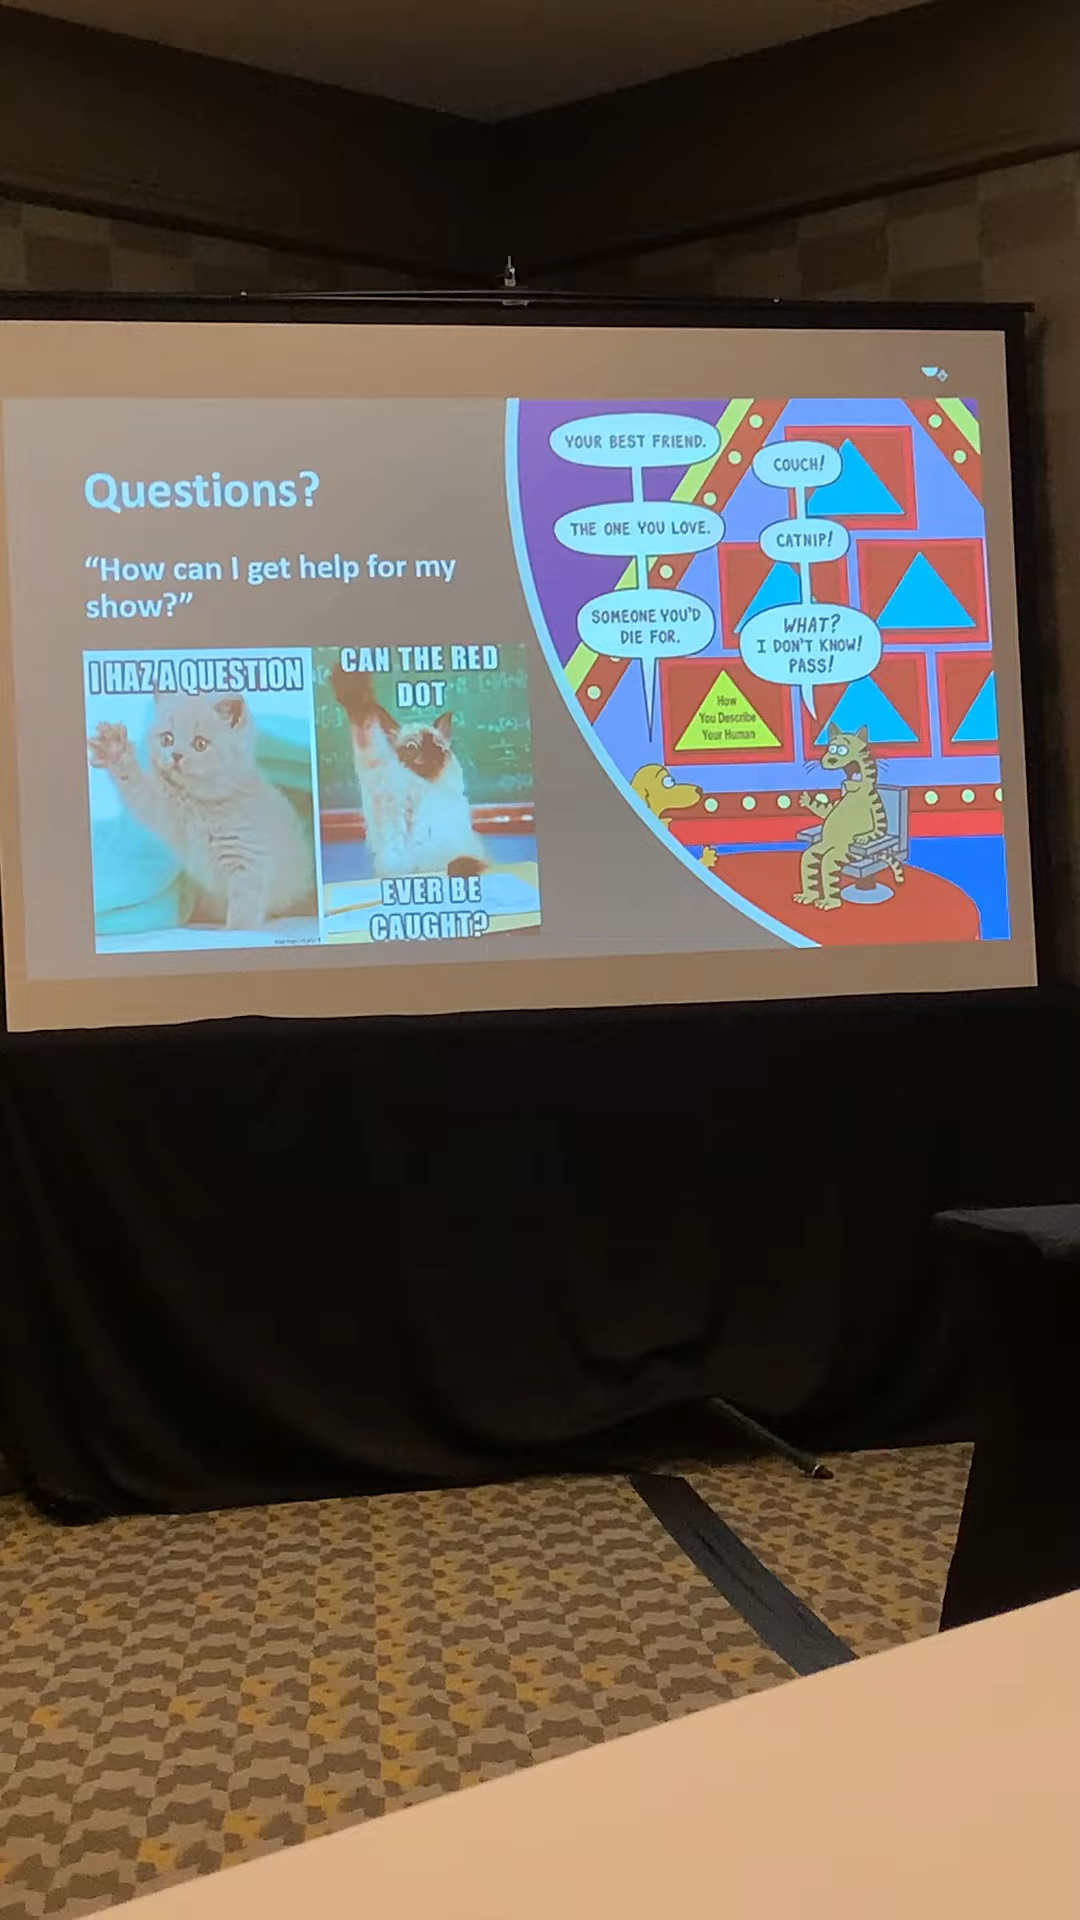 Questions?
“How can I get help for my
show?”
I HAZ A QUESTION
CAN THE RED
DOT
EVER BE
CAUGHT?
YOUR BEST FRIEND.
THE ONE YOU LOVE.
SOMEONE YOU'D
DIE FOR.
COUCH!
CATNIP!
WHAT?
I DON'T KNOW!
PASS!
How
You Describe
Your Human